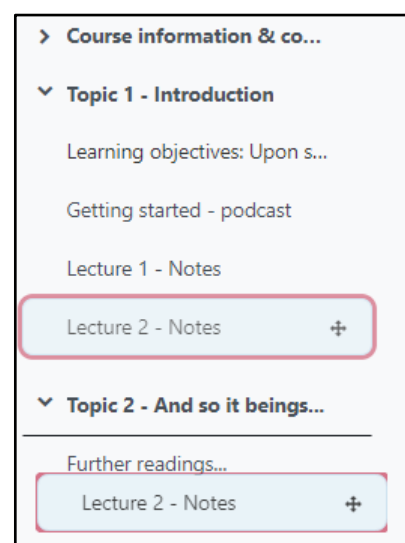 Course information & co...
Topic 1 - Introduction
Learning objectives: Upon s...
Getting started - podcast
Lecture 1 - Notes
Lecture 2 - Notes
Topic 2 - And so it beings...
Further readings...
Lecture 2 - Notes